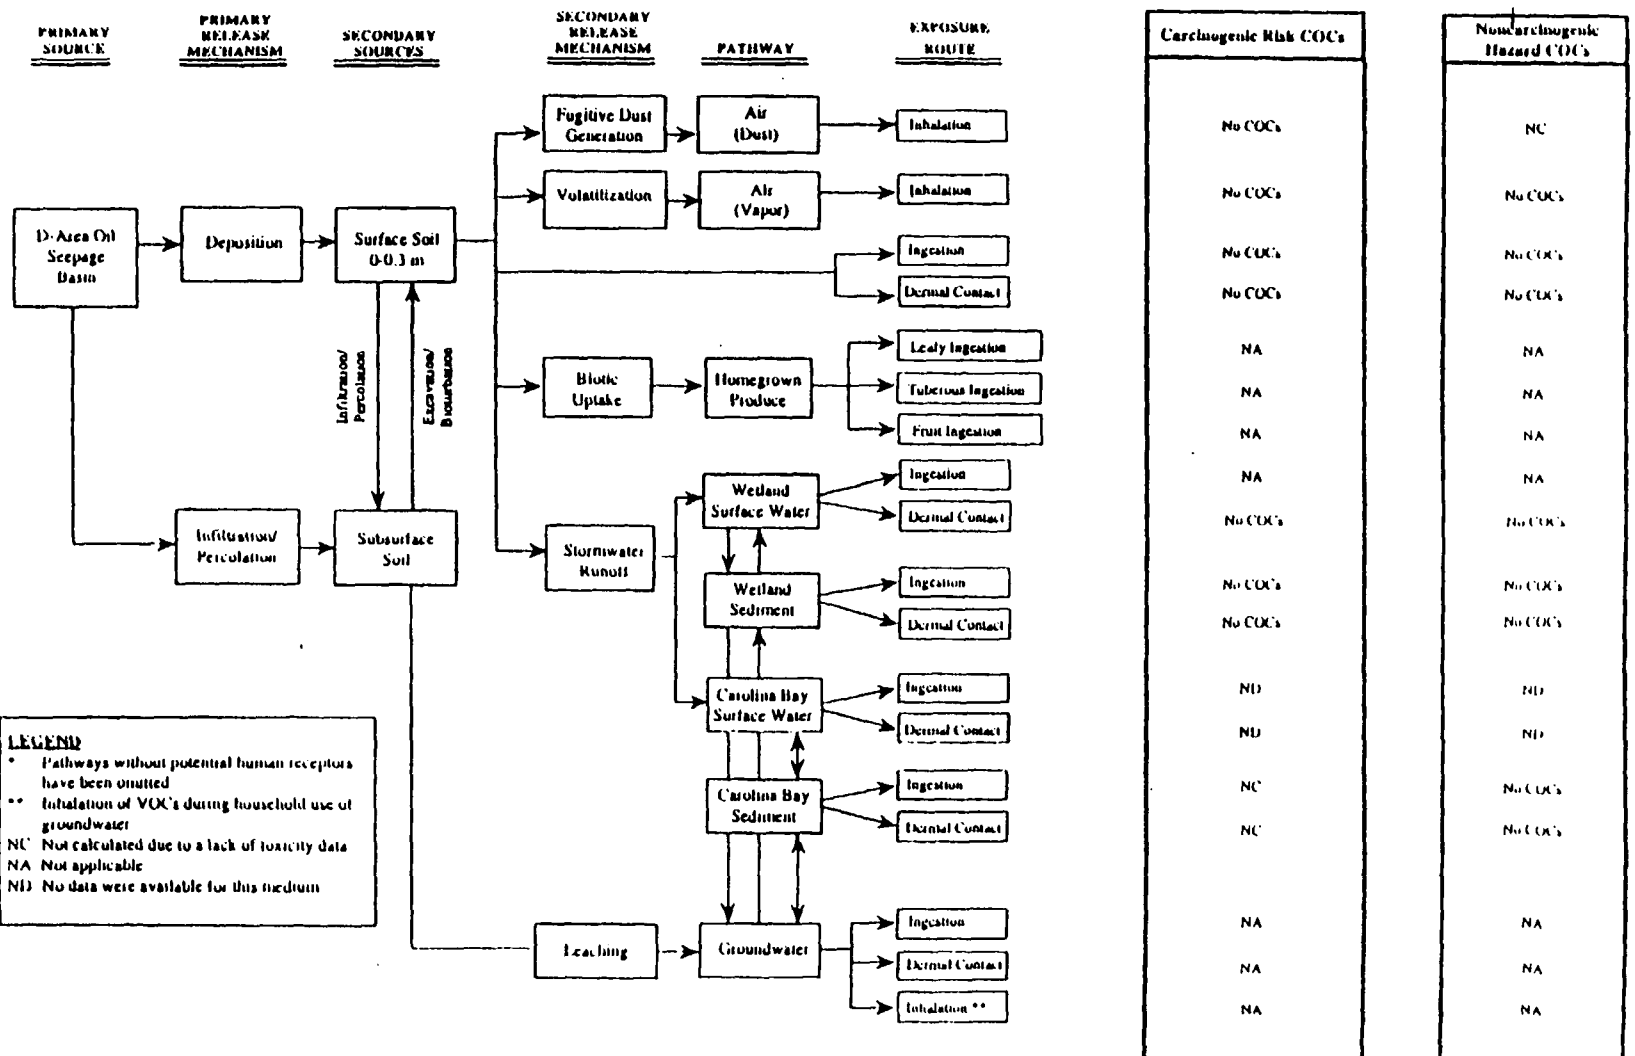 PRIMARY
SOURCE
PRIMARY
RELEASE
MECHANISM
SECONDARY
SOURCES
SECONDARY
RELEASE
MECHANISM
PATHWAY
EXPOSURE
ROUTE
Carcinogenic Risk COCs
Noncarcinogenic
Hazard COCs
Fugitive Dust
Generation
Air
(Dust)
Inhalation
No COCs
NC
Volatilization
Air
(Vapor)
Inhalation
No COCs
No COCs
D-Area Oil
Seepage
Basin
Deposition
Surface Soil
0-0.3 m
Ingestion
No COCs
No COCs
Dermal Contact
No COCs
No COCs
Infiltration/
Percolation
Excavation/
Bioturbation
Biotic
Uptake
Homegrown
Produce
Leafy Ingestion
NA
NA
Tuberous Ingestion
NA
NA
Fruit Ingestion
NA
NA
Infiltration/
Percolation
Subsurface
Soil
Stormwater
Runoff
Wetland
Surface Water
Ingestion
NA
NA
Dermal Contact
No COCs
No COCs
Wetland
Sediment
Ingestion
No COCs
No COCs
Dermal Contact
No COCs
No COCs
Carolina Bay
Surface Water
Ingestion
ND
ND
Dermal Contact
ND
ND
Carolina Bay
Sediment
Ingestion
NC
No COCs
Dermal Contact
NC
No COCs
Leaching
Groundwater
Ingestion
NA
NA
Dermal Contact
NA
NA
Inhalation **
NA
NA
LEGEND
* Pathways without potential human receptors
have been omitted
** Inhalation of VOCs during household use of
groundwater
NC Not calculated due to a lack of toxicity data
NA Not applicable
ND No data were available for this medium